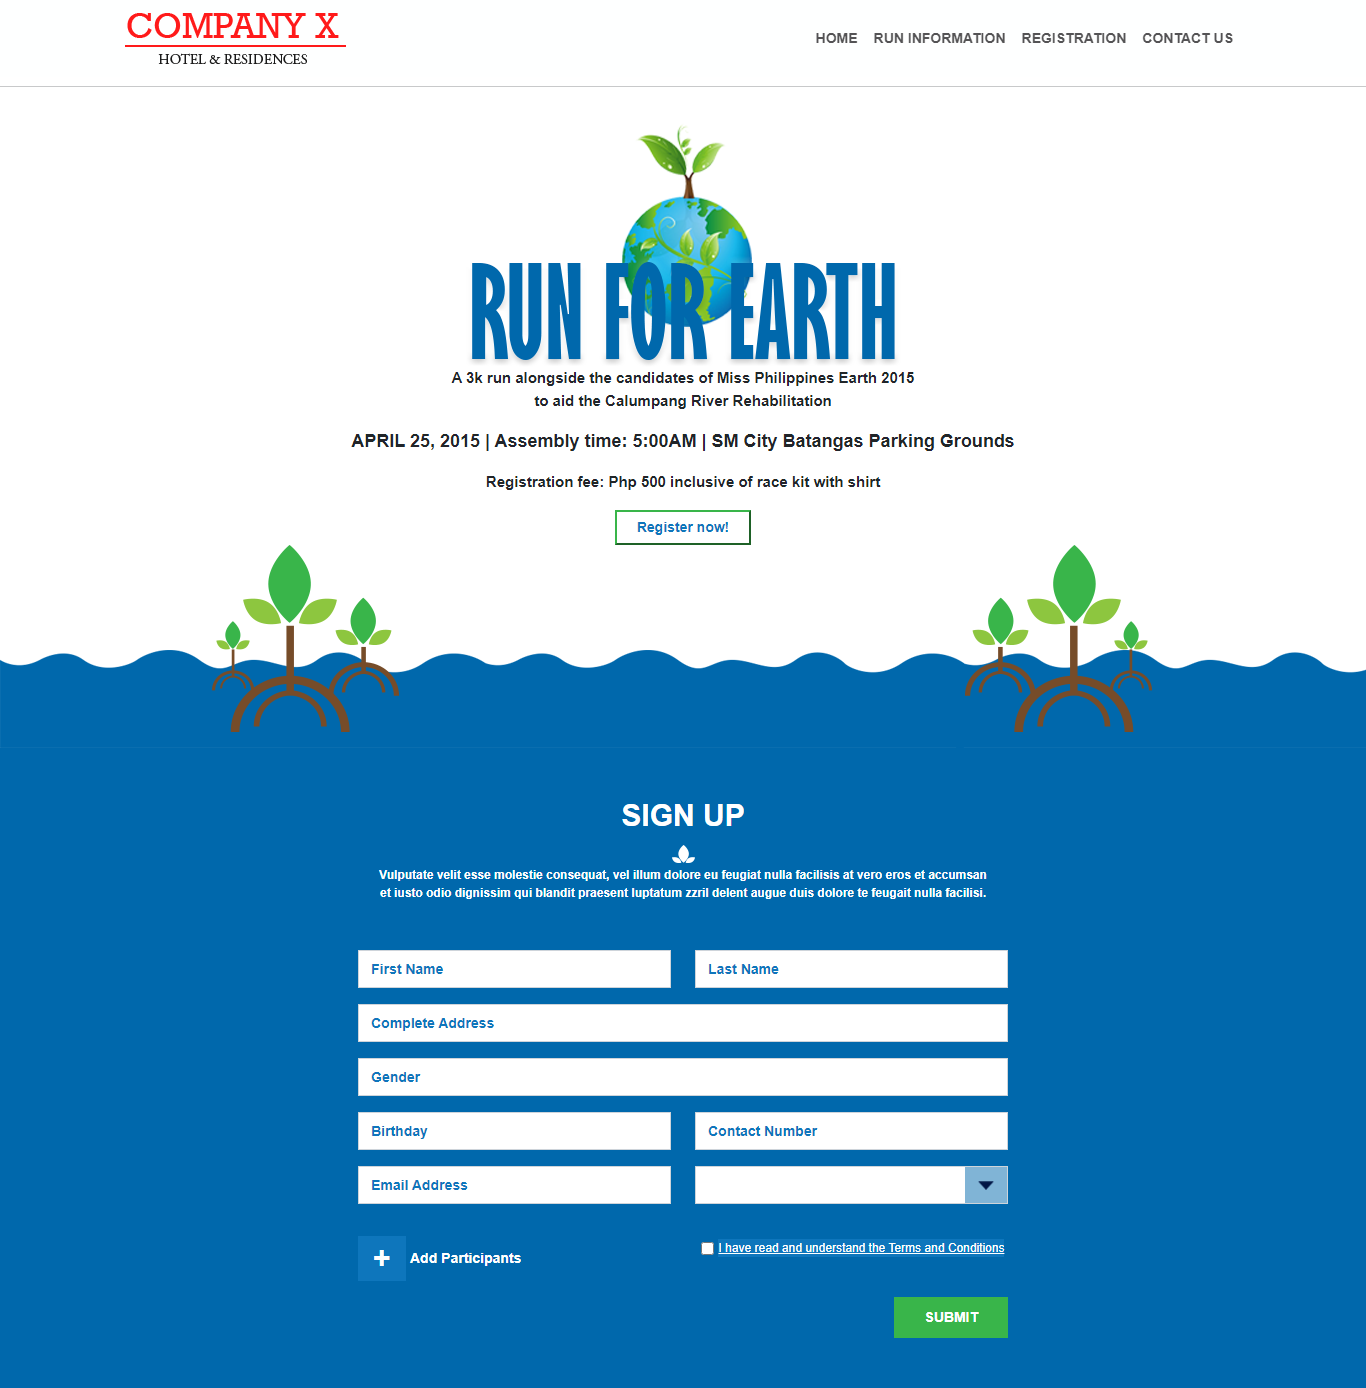 COMPANY X
HOTEL & RESIDENCES
HOME RUN INFORMATION REGISTRATION CONTACT US
RUN FOR EARTH
A 3k run alongside the candidates of Miss Philippines Earth 2015
to aid the Calumpang River Rehabilitation
APRIL 25, 2015 | Assembly time: 5:00AM | SM City Batangas Parking Grounds
Registration fee: Php 500 inclusive of race kit with shirt
Register now!
SIGN UP
Vulputate velit esse molestie consequat, vel illum dolore eu feugiat nulla facilisis at vero eros et accumsan
et iusto odio dignissim qui blandit praesent luptatum zzril delent augue duis dolore te feugait nulla facilisi.
First Name Last Name
Complete Address
Gender
Birthday Contact Number
Email Address
+ Add Participants I have read and understand the Terms and Conditions
SUBMIT